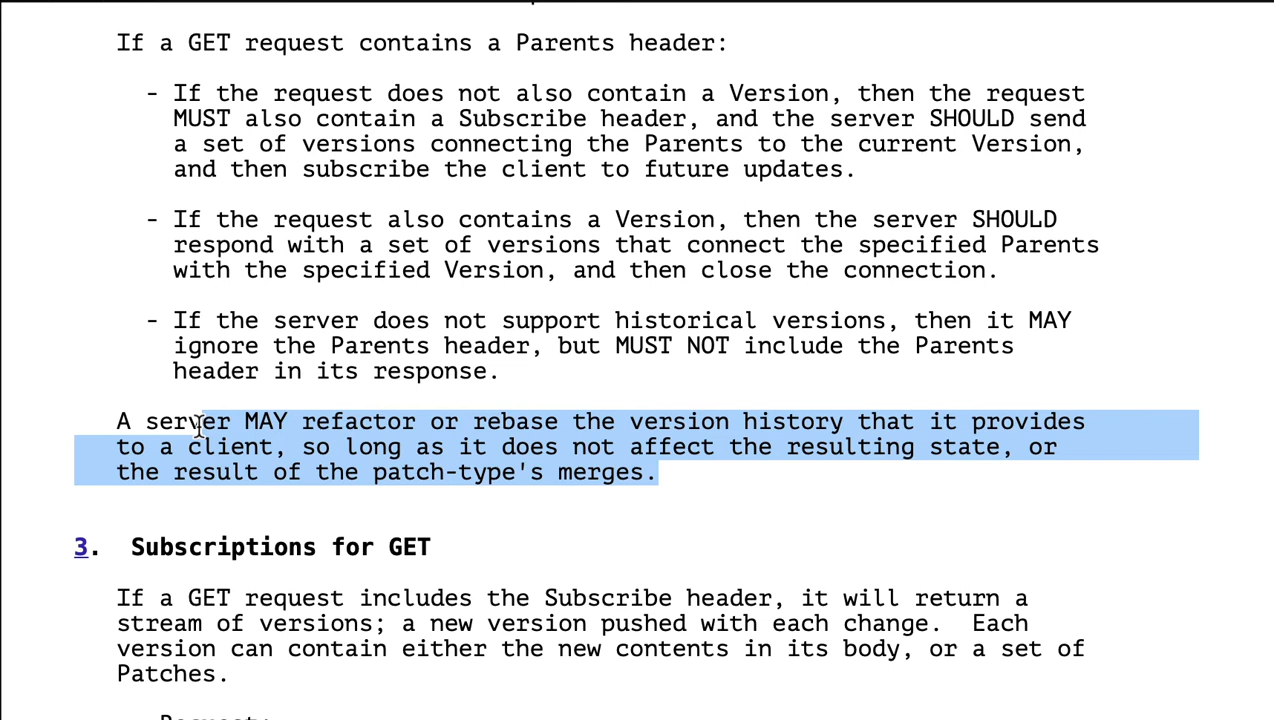 If a GET request contains a Parents header:
- If the request does not also contain a Version, then the request
MUST also contain a Subscribe header, and the server SHOULD send
a set of versions connecting the Parents to the current Version,
and then subscribe the client to future updates.
- If the request also contains a Version, then the server SHOULD
respond with a set of versions that connect the specified Parents
with the specified Version, and then close the connection.
- If the server does not support historical versions, then it MAY
ignore the Parents header, but MUST NOT include the Parents
header in its response.
A server MAY refactor or rebase the version history that it provides
to a client, so long as it does not affect the resulting state, or
the result of the patch-type's merges.
3. Subscriptions for GET
If a GET request includes the Subscribe header, it will return a
stream of versions; a new version pushed with each change. Each
version can contain either the new contents in its body, or a set of
Patches.
Request: